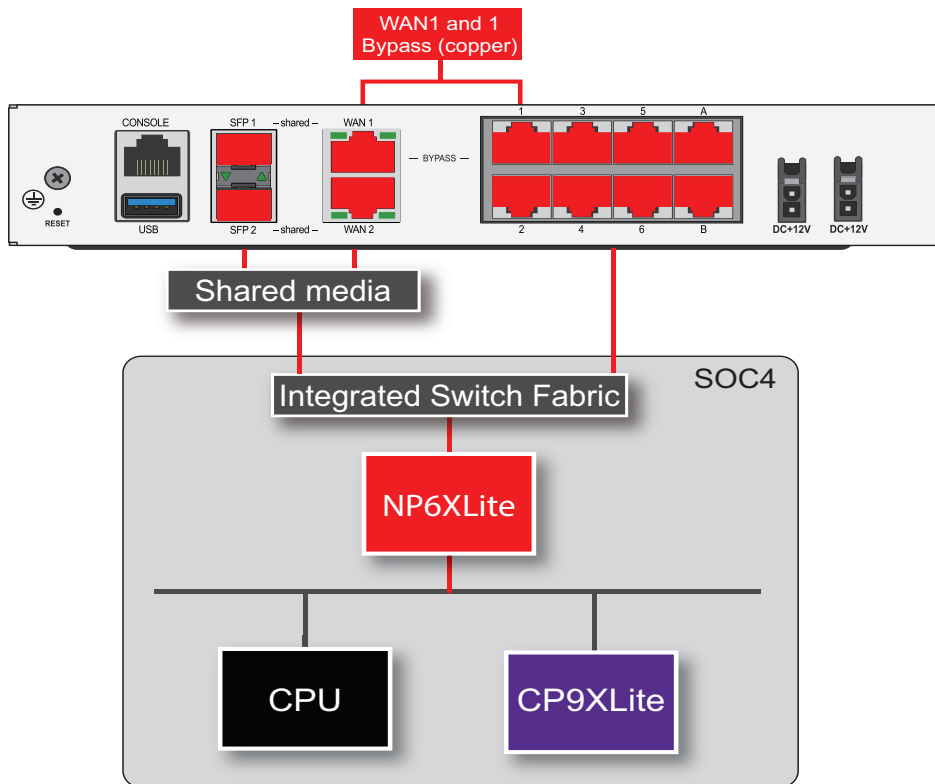 WAN1 and 1
Bypass (copper)
CONSOLE
SFP 1
shared
WAN 1
1
3
5
A
BYPASS
RESET
USB
SFP 2
shared
WAN 2
2
4
6
B
DC+12V
DC+12V
Shared media
SOC4
Integrated Switch Fabric
NP6XLite
CPU
CP9XLite